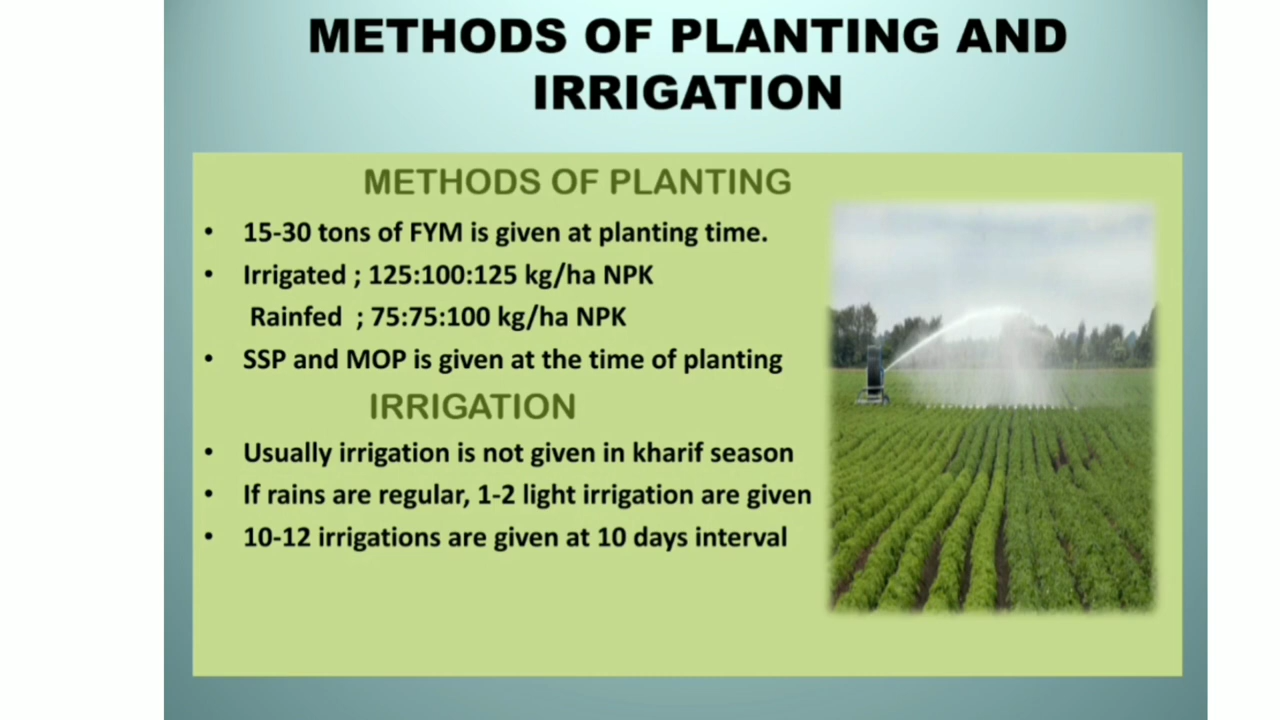 METHODS OF PLANTING AND
IRRIGATION
METHODS OF PLANTING
• 15-30 tons of FYM is given at planting time.
• Irrigated ; 125:100:125 kg/ha NPK
Rainfed ; 75:75:100 kg/ha NPK
• SSP and MOP is given at the time of planting
IRRIGATION
• Usually irrigation is not given in kharif season
• If rains are regular, 1-2 light irrigation are given
• 10-12 irrigations are given at 10 days interval